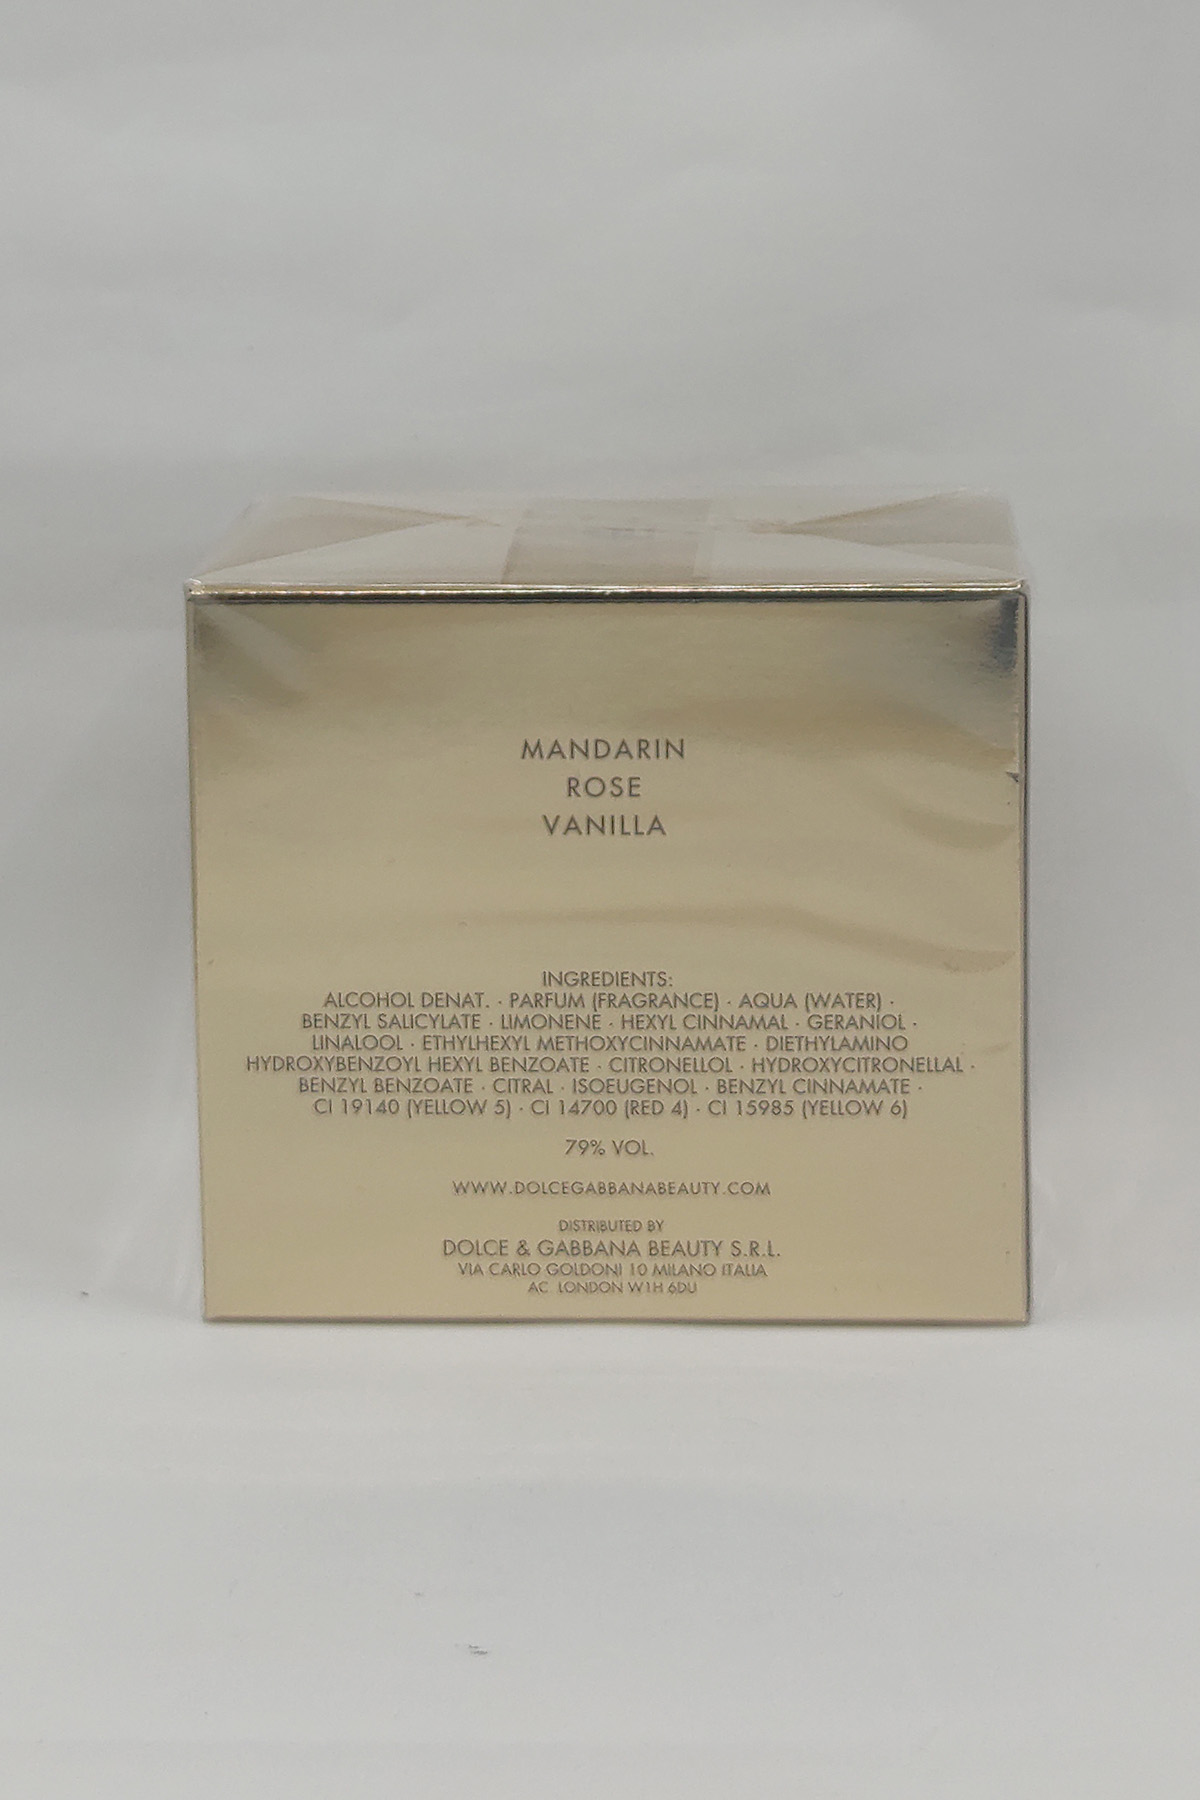 MANDARIN
ROSE
VANILLA
INGREDIENTS:
ALCOHOL DENAT. · PARFUM (FRAGRANCE) · AQUA (WATER) ·
BENZYL SALICYLATE · LIMONENE · HEXYL CINNAMAL · GERANIOL ·
LINALOOL · ETHYLHEXYL METHOXYCINNAMATE · DIETHYLAMINO
HYDROXYBENZOYL HEXYL BENZOATE · CITRONELLOL · HYDROXYCITRONELLAL ·
BENZYL BENZOATE · CITRAL · ISOEUGENOL · BENZYL CINNAMATE ·
CI 19140 (YELLOW 5) · CI 14700 (RED 4) · CI 15985 (YELLOW 6)
79% VOL.
WWW.DOLCEGABBANABEAUTY.COM
DISTRIBUTED BY
DOLCE & GABBANA BEAUTY S.R.L.
VIA CARLO GOLDONI 10 MILANO ITALIA
AC LONDON W1H 6DU